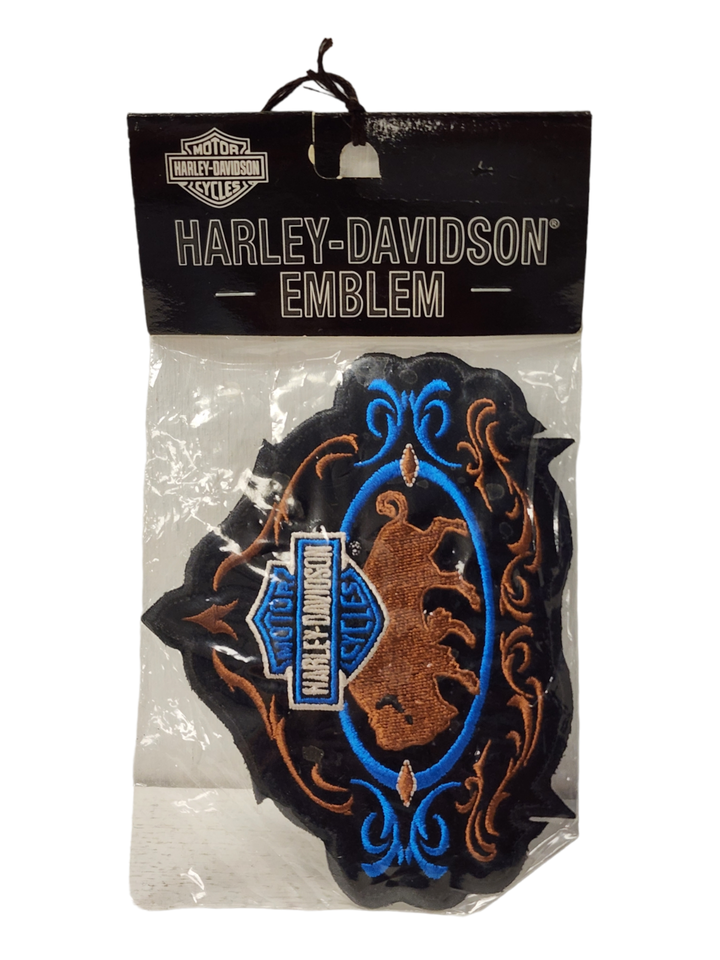 MOTOR
HARLEY-DAVIDSON
CYCLES
HARLEY-DAVIDSON®
EMBLEM
MOTOR
HARLEY-DAVIDSON
CYCLES
®